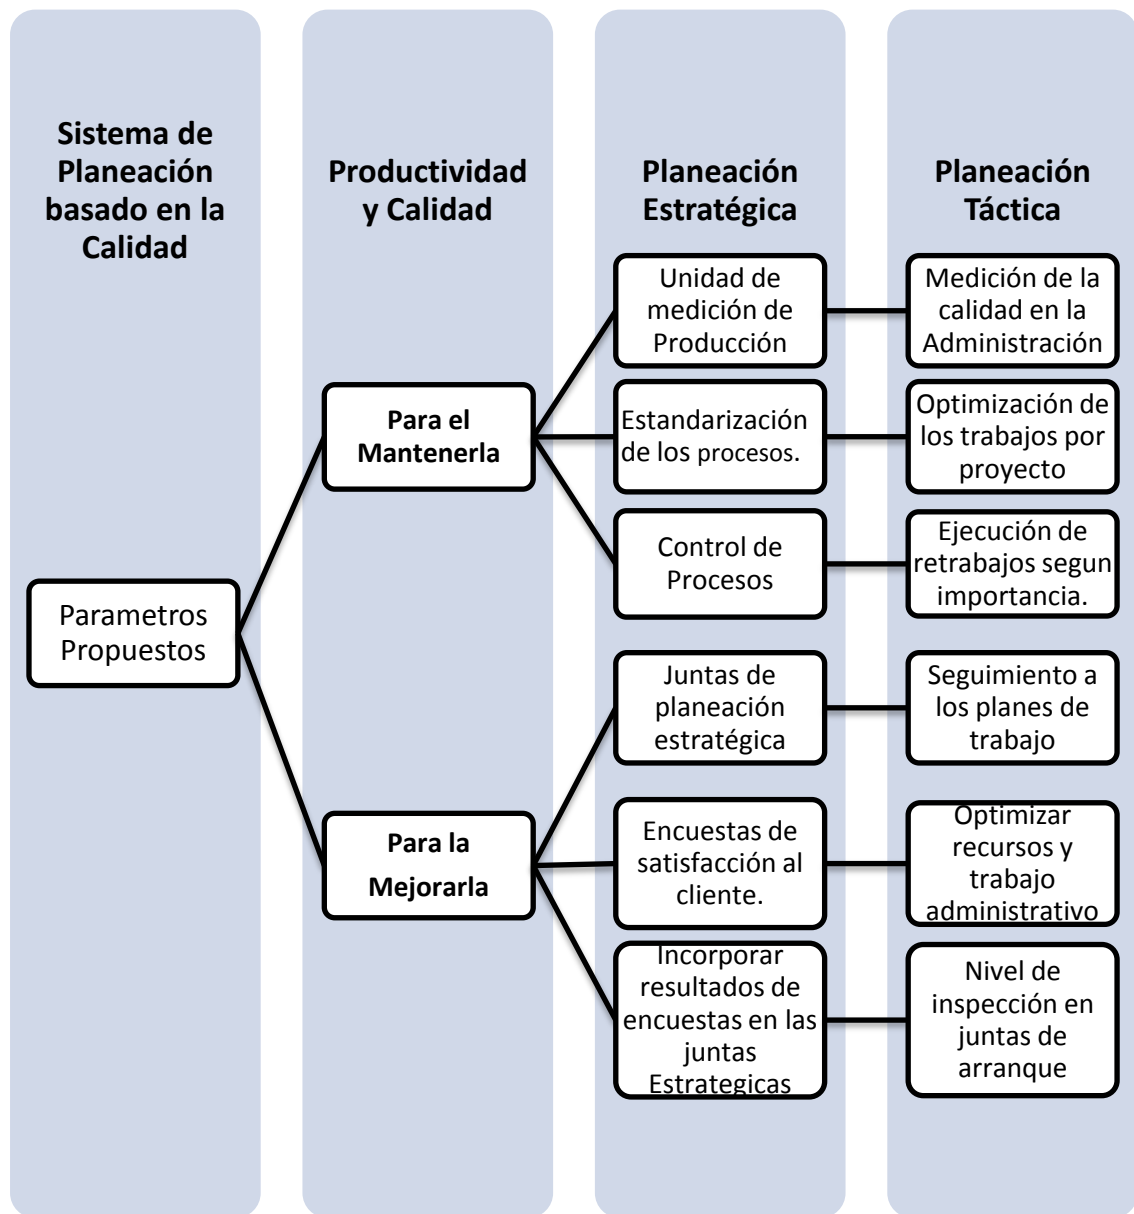 Sistema de
Planeación
basado en la
Calidad
Productividad
y Calidad
Planeación
Estratégica
Planeación
Táctica
Parametros
Propuestos
Para el
Mantenerla
Unidad de
medición de
Producción
Medición de la
calidad en la
Administración
Estandarización
de los procesos.
Optimización de
los trabajos por
proyecto
Control de
Procesos
Ejecución de
retrabajos segun
importancia.
Para la
Mejorarla
Juntas de
planeación
estratégica
Seguimiento a
los planes de
trabajo
Encuestas de
satisfacción al
cliente.
Optimizar
recursos y
trabajo
administrativo
Incorporar
resultados de
encuestas en las
juntas
Estrategicas
Nivel de
inspección en
juntas de
arranque